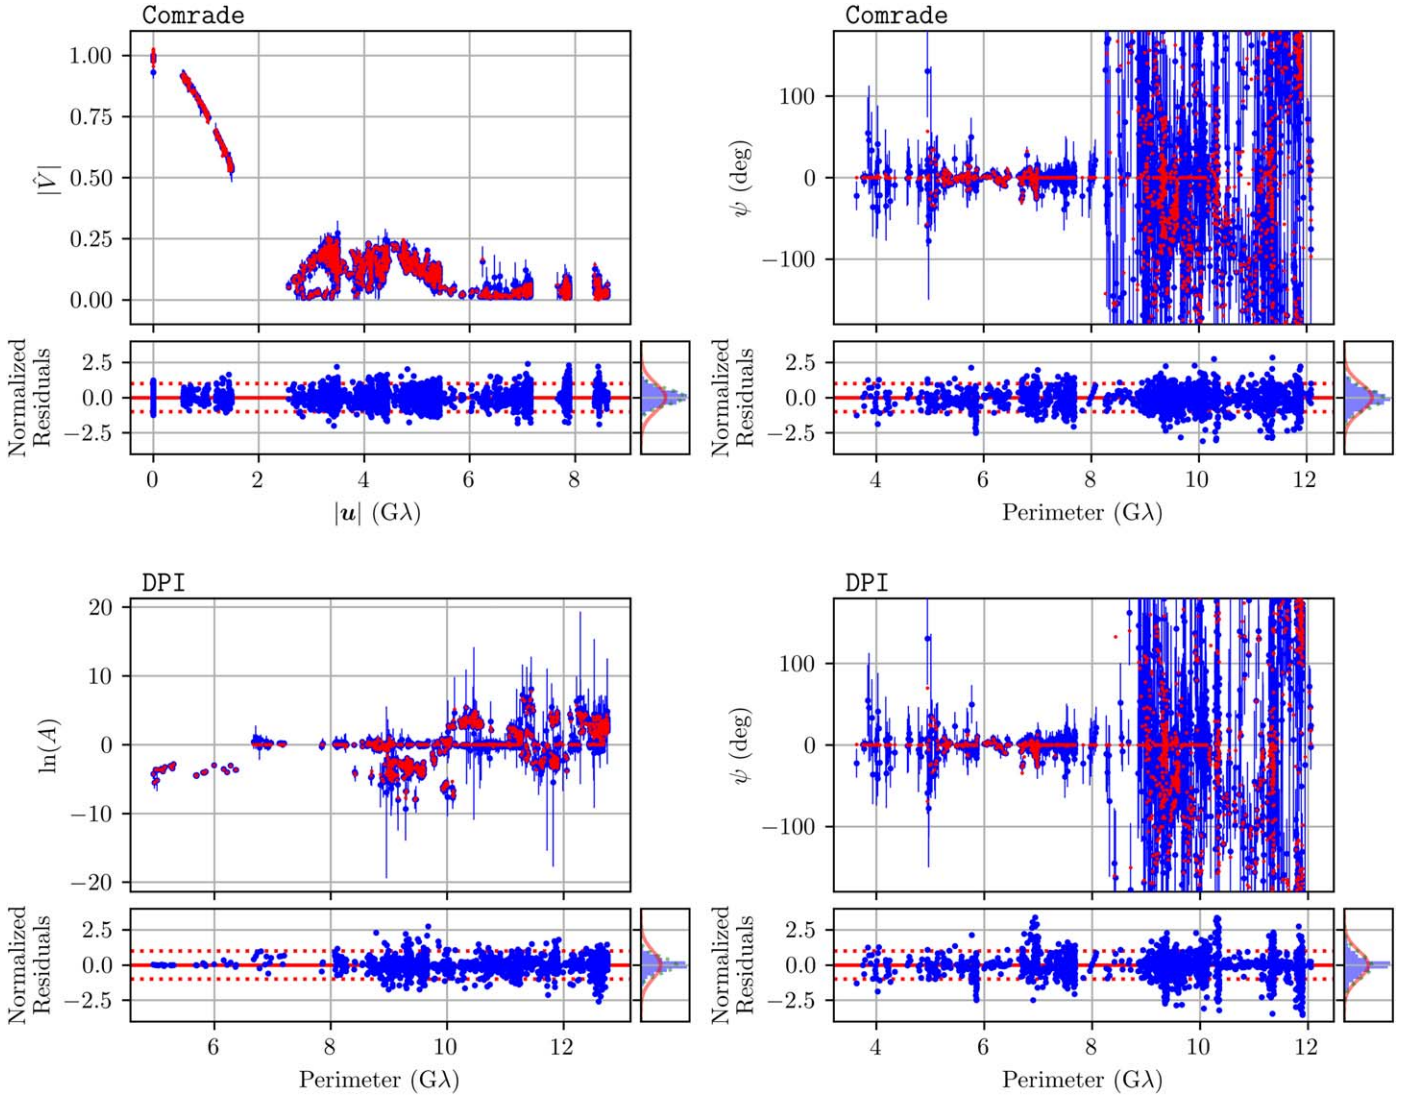 Comrade
1.00
0.75
0.50
0.25
0.00
|V̂|
2.5
0.0
−2.5
Normalized
Residuals
0 2 4 6 8
|u| (Gλ)
Comrade
100
0
−100
ψ (deg)
2.5
0.0
−2.5
Normalized
Residuals
4 6 8 10 12
Perimeter (Gλ)
DPI
20
10
0
−10
−20
ln(A)
2.5
0.0
−2.5
Normalized
Residuals
6 8 10 12
Perimeter (Gλ)
DPI
100
0
−100
ψ (deg)
2.5
0.0
−2.5
Normalized
Residuals
4 6 8 10 12
Perimeter (Gλ)